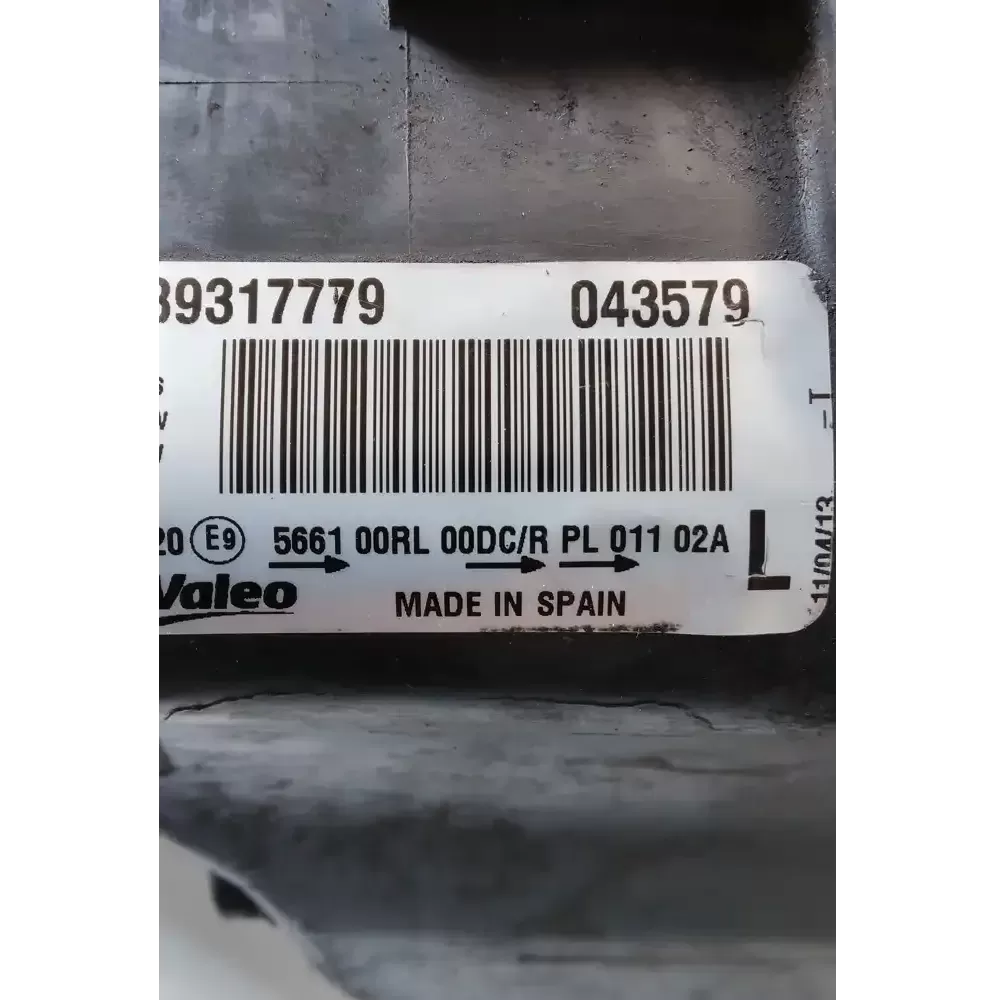 39317779 043579
20 E9 5661 00RL 00DC/R PL 011 02A L
Valeo MADE IN SPAIN
11/04/13